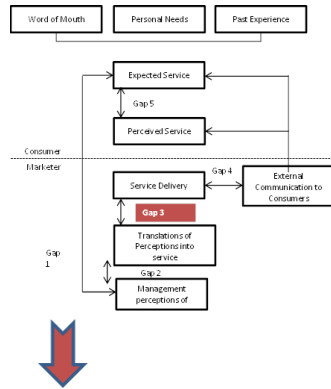 Word of Mouth
Personal Needs
Past Experience
Expected Service
Gap 5
Perceived Service
Consumer
Marketer
Gap 4
Service Delivery
External
Communication to
Consumers
Gap 3
Translations of
Perceptions into
service
Gap
1
Gap 2
Management
perceptions of